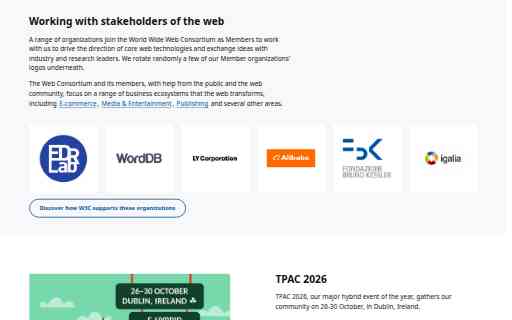 Working with stakeholders of the web
A range of organizations join the World Wide Web Consortium as Members to work
with us to drive the direction of core web technologies and exchange ideas with
industry and research leaders. We rotate randomly a few of our Member organizations'
logos underneath.
The Web Consortium and its members, with help from the public and the web
community, focus on a range of business ecosystems that the web transforms,
including E-commerce, Media & Entertainment, Publishing and several other areas.
EDR Lab
WordDB
LY Corporation
Alibaba
FBK
FONDAZIONE
BRUNO KESSLER
igalia
Discover how W3C supports these organizations
26–30 OCTOBER
DUBLIN, IRELAND ☘
TPAC 2026
TPAC 2026, our major hybrid event of the year, gathers our
community on 26-30 October, in Dublin, Ireland.